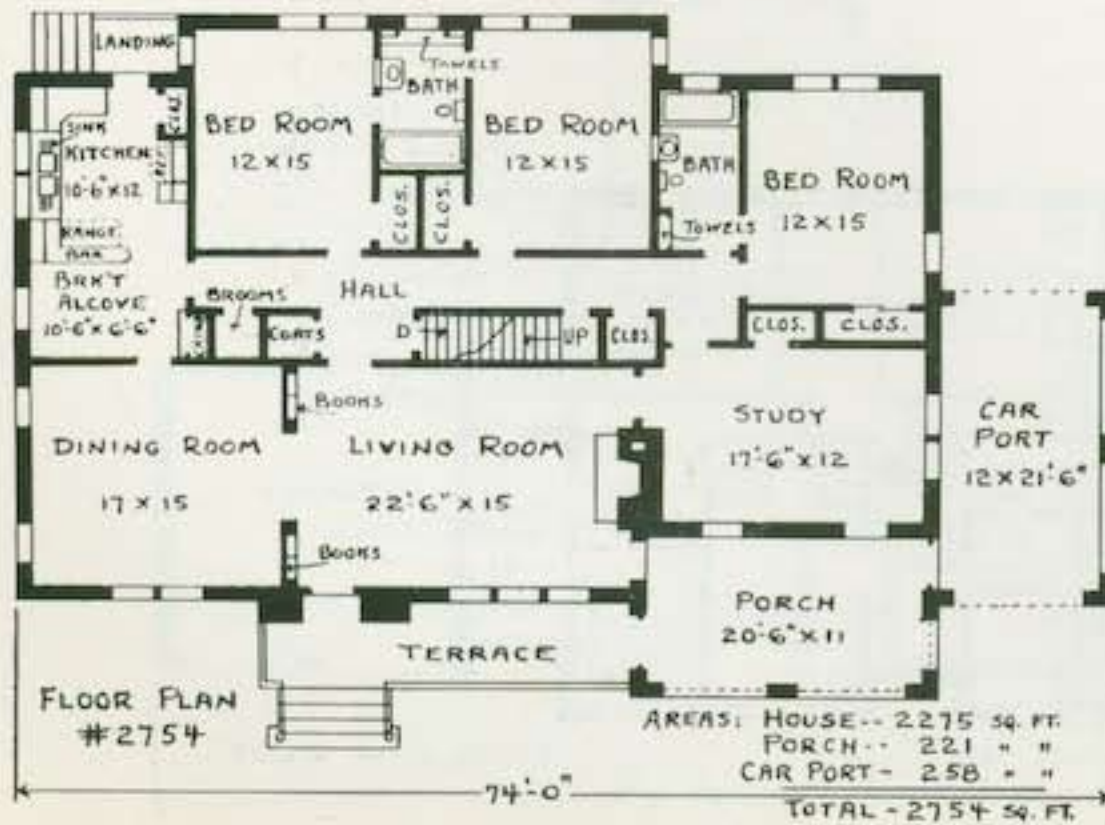 LANDING
TOWELS
BATH
CLOS.
SINK
KITCHEN
10'-6" X 12
REF.
RANGE
BAR
BRK'T
ALCOVE
10'-6" X 6'-6"
BED ROOM
12 X 15
CLOS.
CLOS.
BED ROOM
12 X 15
BATH
TOWELS
BED ROOM
12 X 15
HALL
BROOMS
COATS
D
UP
CLOS.
CLOS.
CLOS.
DINING ROOM
17 X 15
BOOKS
LIVING ROOM
22'-6" X 15
BOOKS
STUDY
17'-6" X 12
CAR
PORT
12 X 21'-6"
PORCH
20'-6" X 11
TERRACE
FLOOR PLAN
#2754
AREAS: HOUSE -- 2275 SQ. FT.
PORCH -- 221 " "
CAR PORT - 258 " "
TOTAL - 2754 SQ. FT.
74'-0"